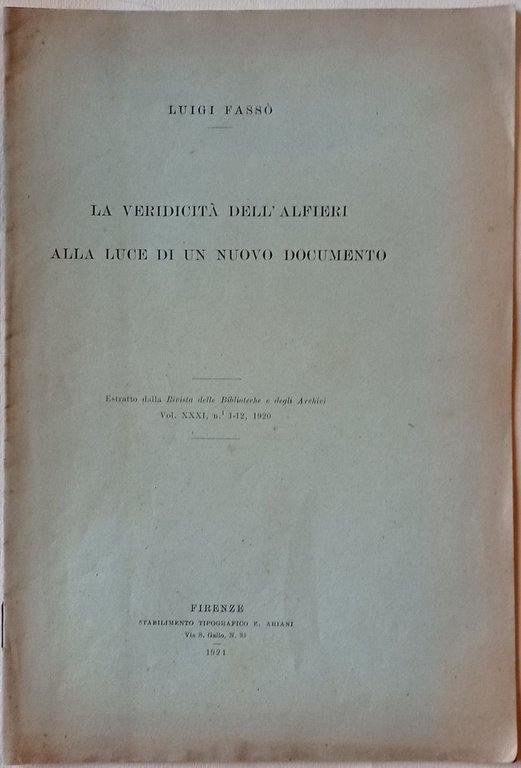 LUIGI FASSÒ
LA VERIDICITÀ DELL'ALFIERI
ALLA LUCE DI UN NUOVO DOCUMENTO
Estratto dalla Rivista delle Biblioteche e degli Archivi
Vol. XXXI, n.i 1-12, 1920
FIRENZE
STABILIMENTO TIPOGRAFICO E. ARIANI
Via S. Gallo, N. 33
1921